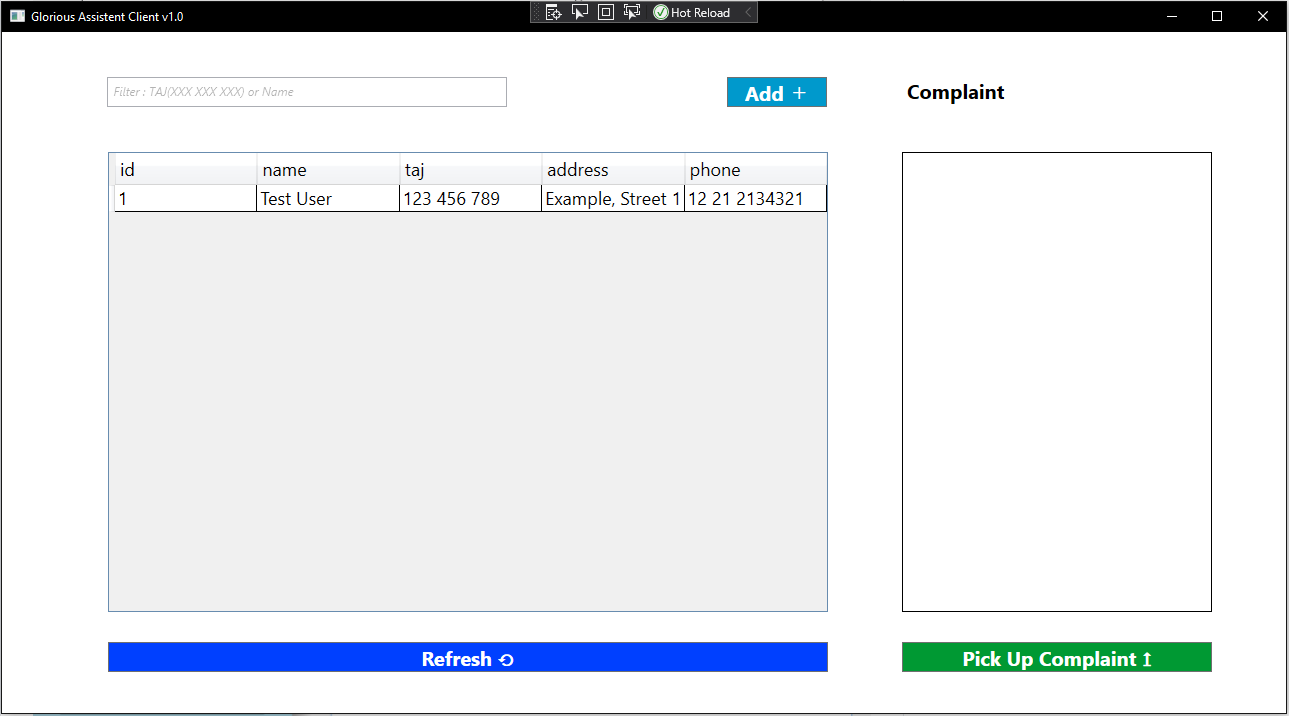 Glorious Assistent Client v1.0
Hot Reload
Filter : TAJ(XXX XXX XXX) or Name
Add +
Complaint
id name taj address phone
1 Test User 123 456 789 Example, Street 1 12 21 2134321
Refresh ⟲
Pick Up Complaint ↥